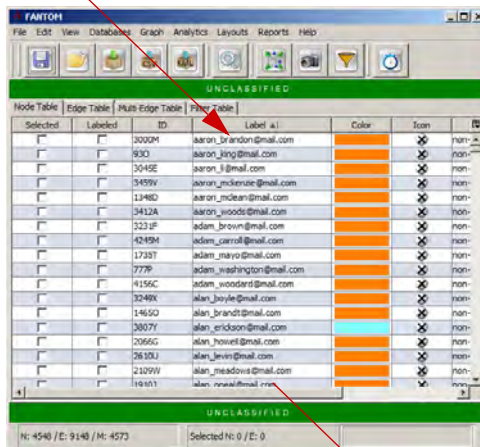 FANTOM
File Edit View Databases Graph Analytics Layouts Reports Help
UNCLASSIFIED
Node Table Edge Table Multi-Edge Table Filter Table
Selected Labeled ID Label Color Icon
3000M aaron_brandon@mail.com non-
930 aaron_king@mail.com non-
3045E aaron_li@mail.com non-
3459V aaron_mckenzie@mail.com non-
1348D aaron_mclean@mail.com non-
3412A aaron_woods@mail.com non-
3231F adam_brown@mail.com non-
4245M adam_carroll@mail.com non-
1735T adam_mayo@mail.com non-
777P adam_washington@mail.com non-
4156C adam_woodard@mail.com non-
3249X alan_boyle@mail.com non-
1465O alan_brandt@mail.com non-
3807Y alan_erickson@mail.com non-
2066G alan_howell@mail.com non-
2610U alan_levin@mail.com non-
2109W alan_meadows@mail.com non-
1910J alan_oneal@mail.com non-
UNCLASSIFIED
N: 4548 / E: 9148 / M: 4573 Selected N: 0 / E: 0